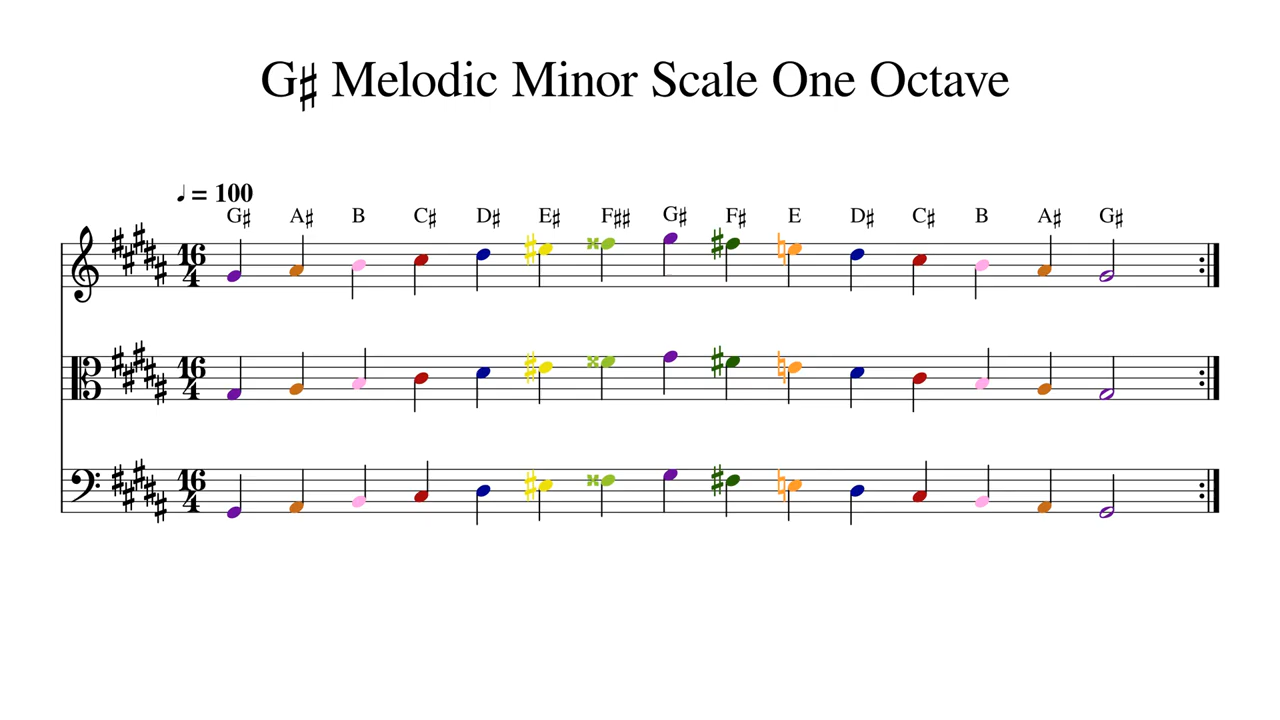 G♯ Melodic Minor Scale One Octave
♩ = 100
G♯ A♯ B C♯ D♯ E♯ F♯♯ G♯ F♯ E D♯ C♯ B A♯ G♯
16
4
16
4
16
4